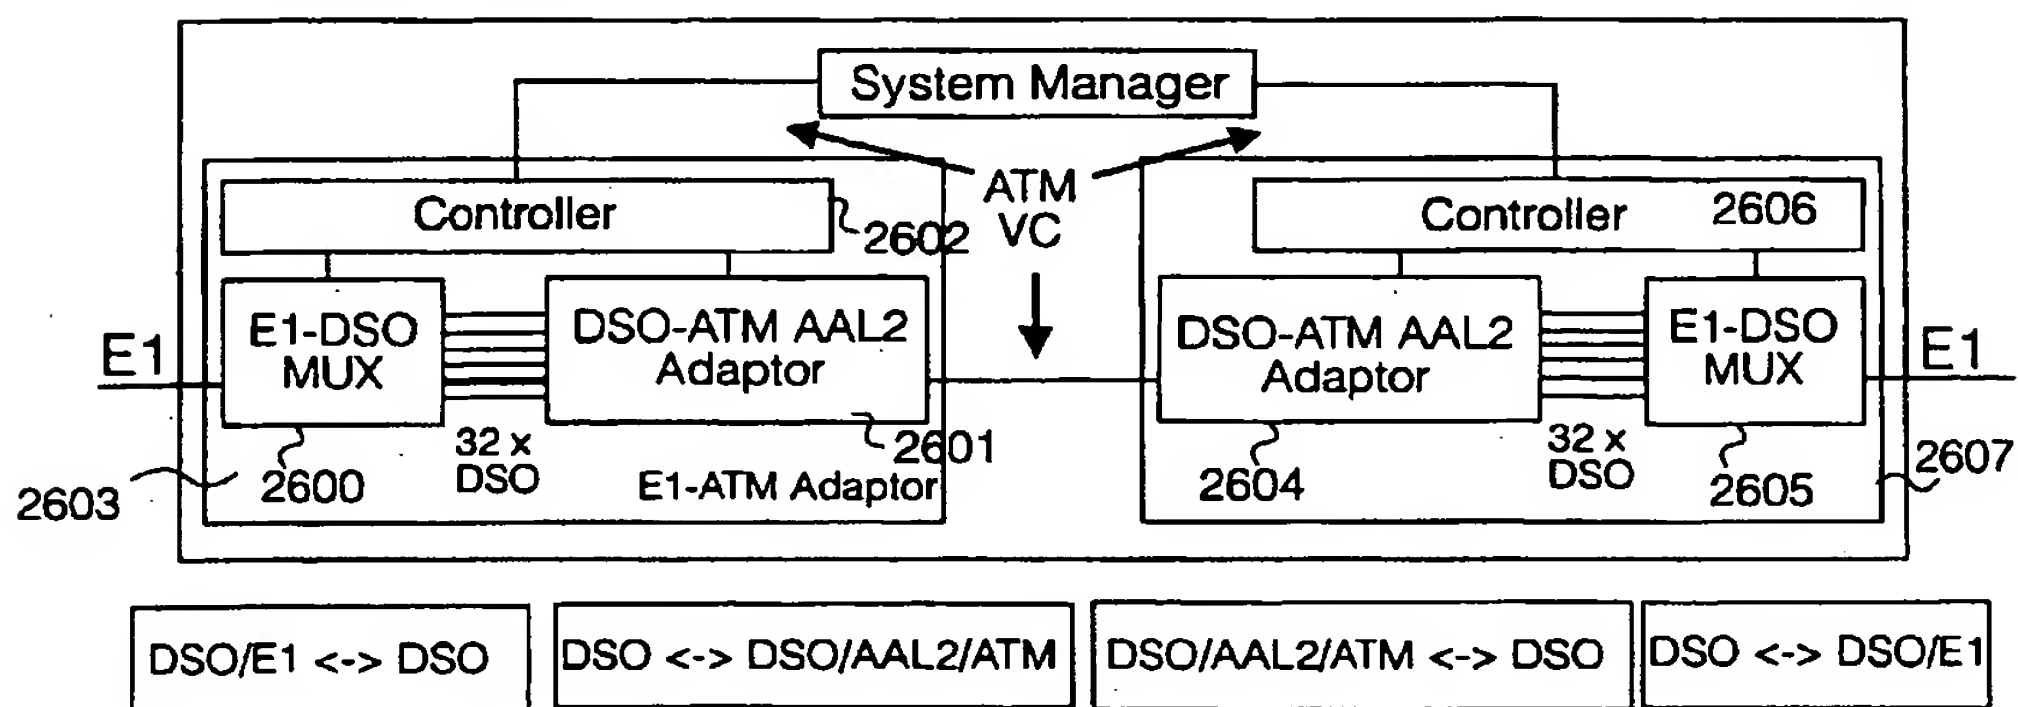 System Manager
ATM
VC
Controller
2602
Controller 2606
E1
E1-DSO
MUX
DSO-ATM AAL2
Adaptor
DSO-ATM AAL2
Adaptor
E1-DSO
MUX
E1
2603
2600
32 x
DSO
2601
E1-ATM Adaptor
2604
32 x
DSO
2605
2607
DSO/E1 <-> DSO
DSO <-> DSO/AAL2/ATM
DSO/AAL2/ATM <-> DSO
DSO <-> DSO/E1